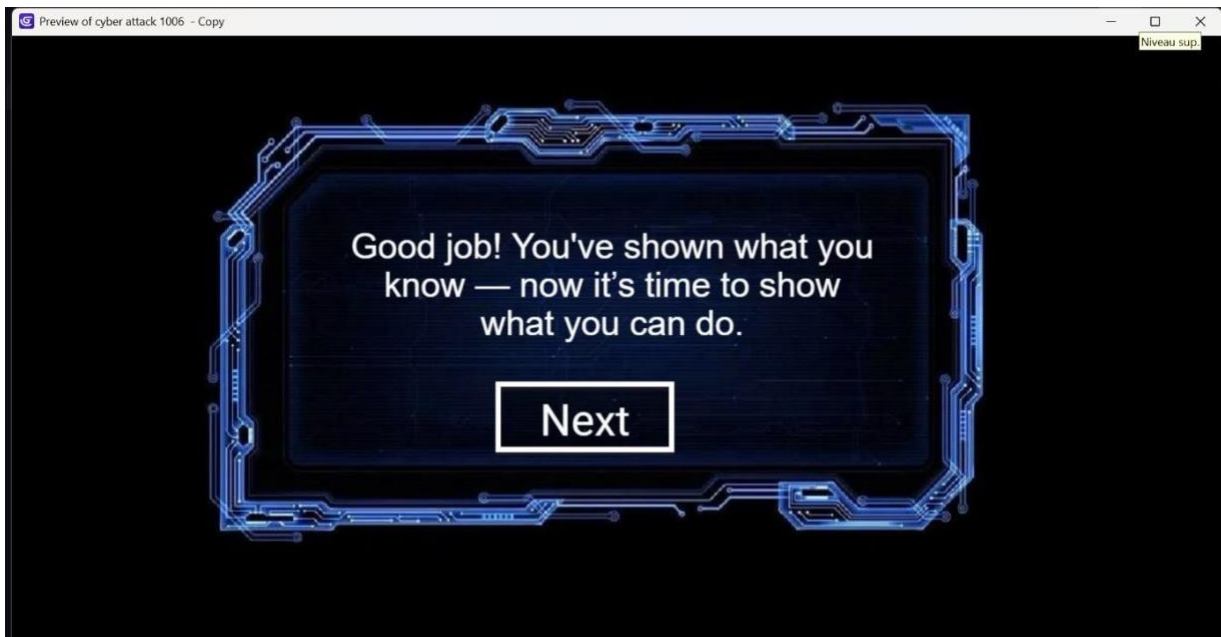 Preview of cyber attack 1006 - Copy
Niveau sup.
Good job! You've shown what you
know — now it’s time to show
what you can do.
Next